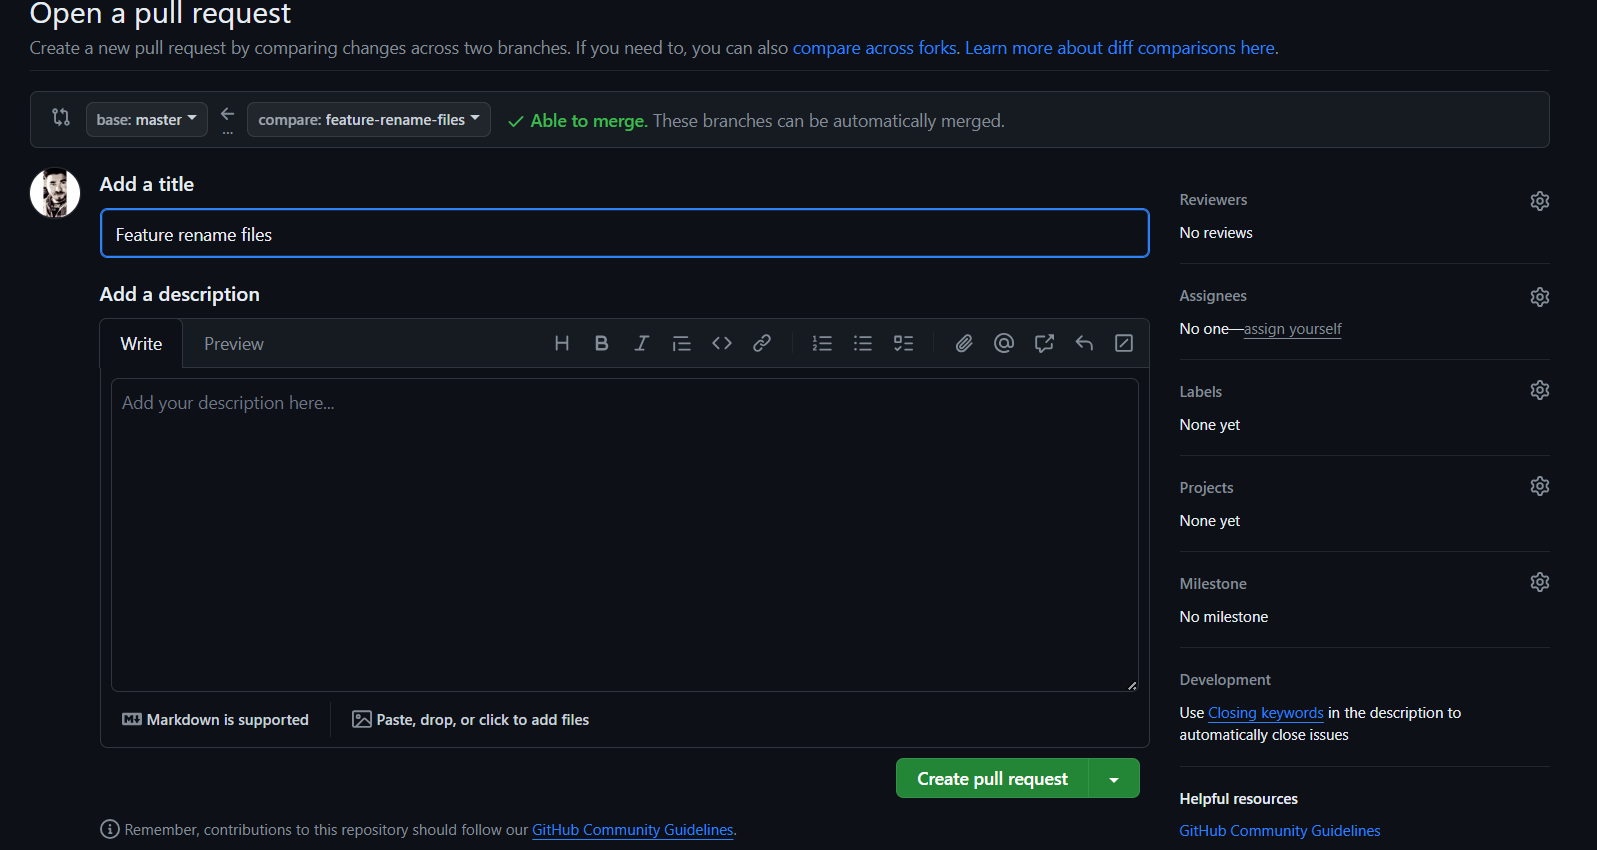 Open a pull request
Create a new pull request by comparing changes across two branches. If you need to, you can also compare across forks. Learn more about diff comparisons here.
base: master
...
compare: feature-rename-files
Able to merge. These branches can be automatically merged.
Add a title
Feature rename files
Add a description
Write
Preview
Add your description here...
Markdown is supported
Paste, drop, or click to add files
Create pull request
Remember, contributions to this repository should follow our GitHub Community Guidelines.
Reviewers
No reviews
Assignees
No one—assign yourself
Labels
None yet
Projects
None yet
Milestone
No milestone
Development
Use Closing keywords in the description to
automatically close issues
Helpful resources
GitHub Community Guidelines